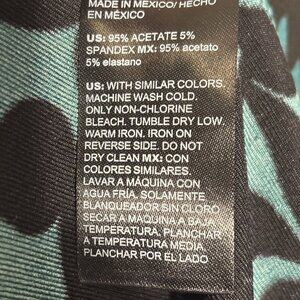 MADE IN MEXICO/ HECHO
EN MÉXICO
US: 95% ACETATE 5%
SPANDEX MX: 95% acetato
5% elastano
US: WITH SIMILAR COLORS.
MACHINE WASH COLD.
ONLY NON-CHLORINE
BLEACH. TUMBLE DRY LOW.
WARM IRON. IRON ON
REVERSE SIDE. DO NOT
DRY CLEAN MX: CON
COLORES SIMILARES.
LAVAR A MÁQUINA CON
AGUA FRÍA. SOLAMENTE
BLANQUEADOR SIN CLORO
SECAR A MAQUINA A BAJA
TEMPERATURA. PLANCHAR
A TEMPERATURA MEDIA.
PLANCHAR POR EL LADO